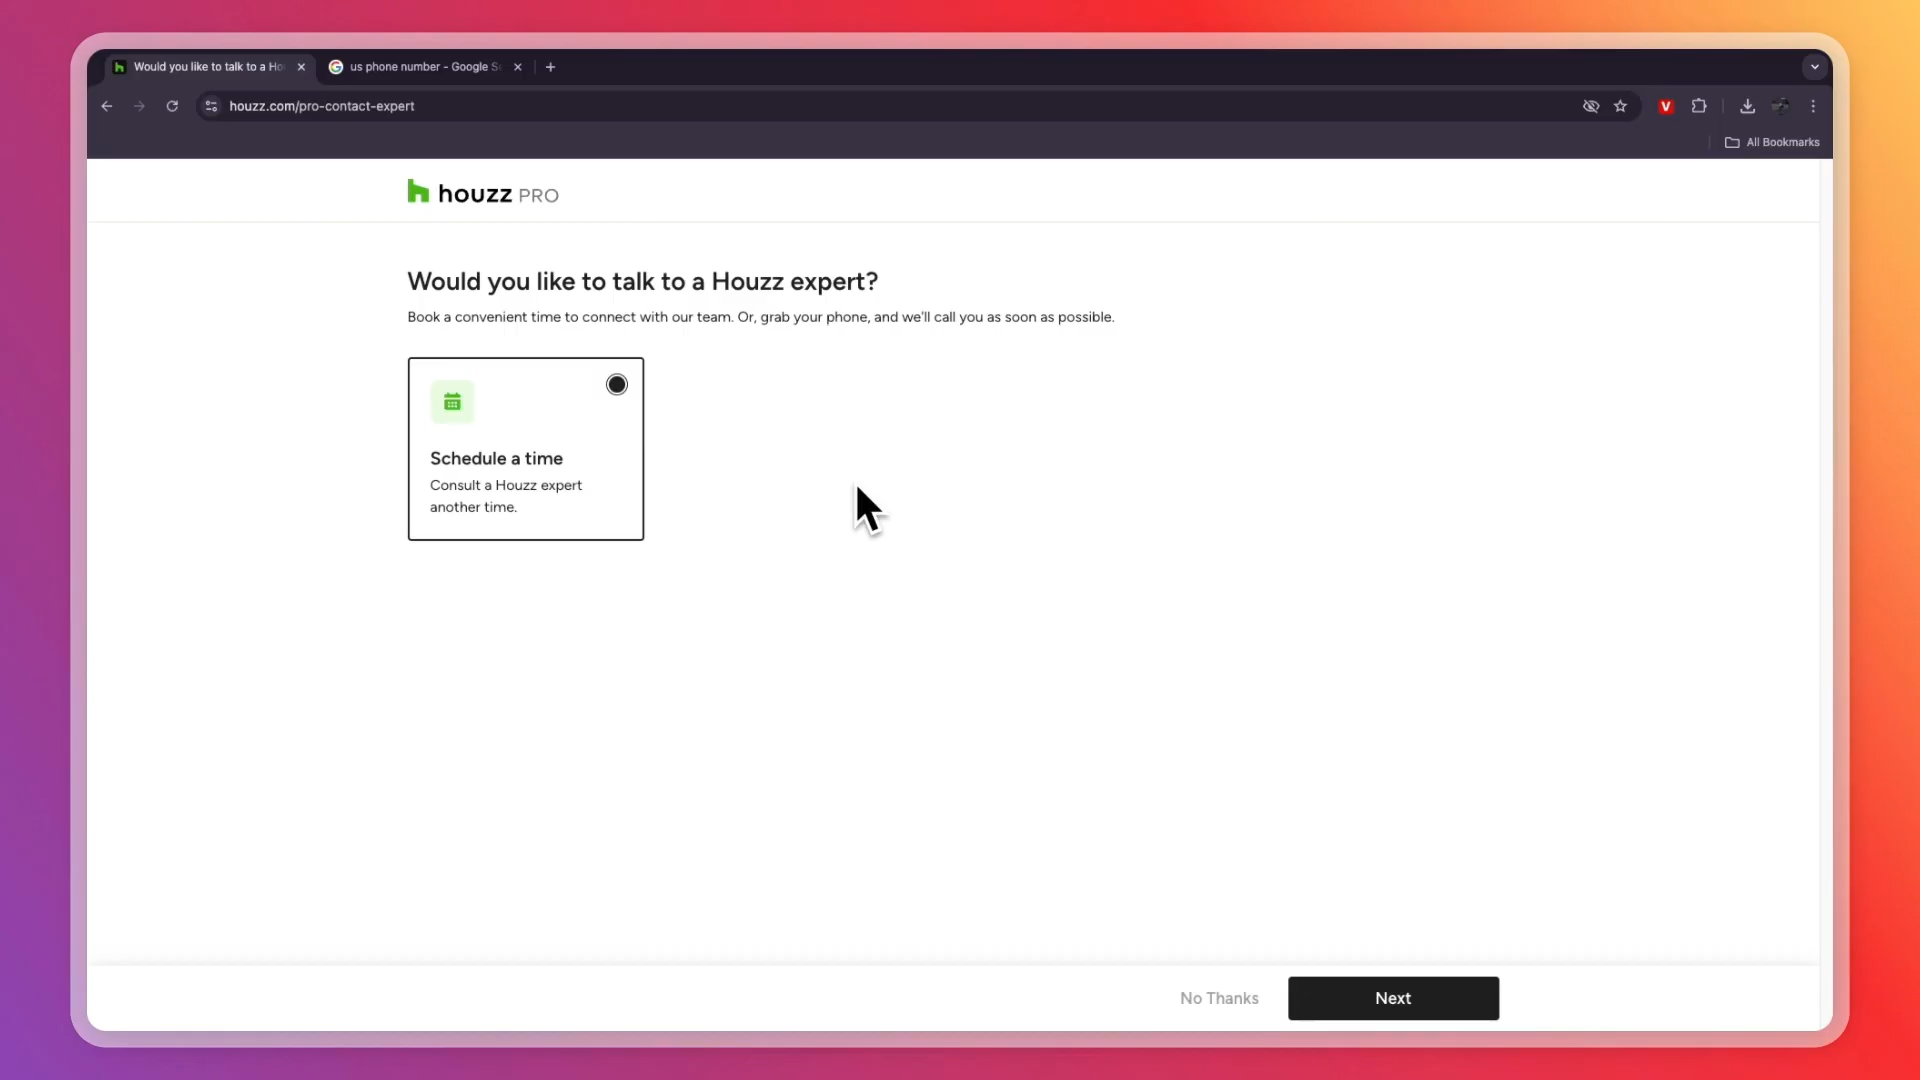 Would you like to talk to a Ho
us phone number - Google S
houzz.com/pro-contact-expert
V
All Bookmarks
houzz PRO
Would you like to talk to a Houzz expert?
Book a convenient time to connect with our team. Or, grab your phone, and we'll call you as soon as possible.
Schedule a time
Consult a Houzz expert
another time.
No Thanks
Next